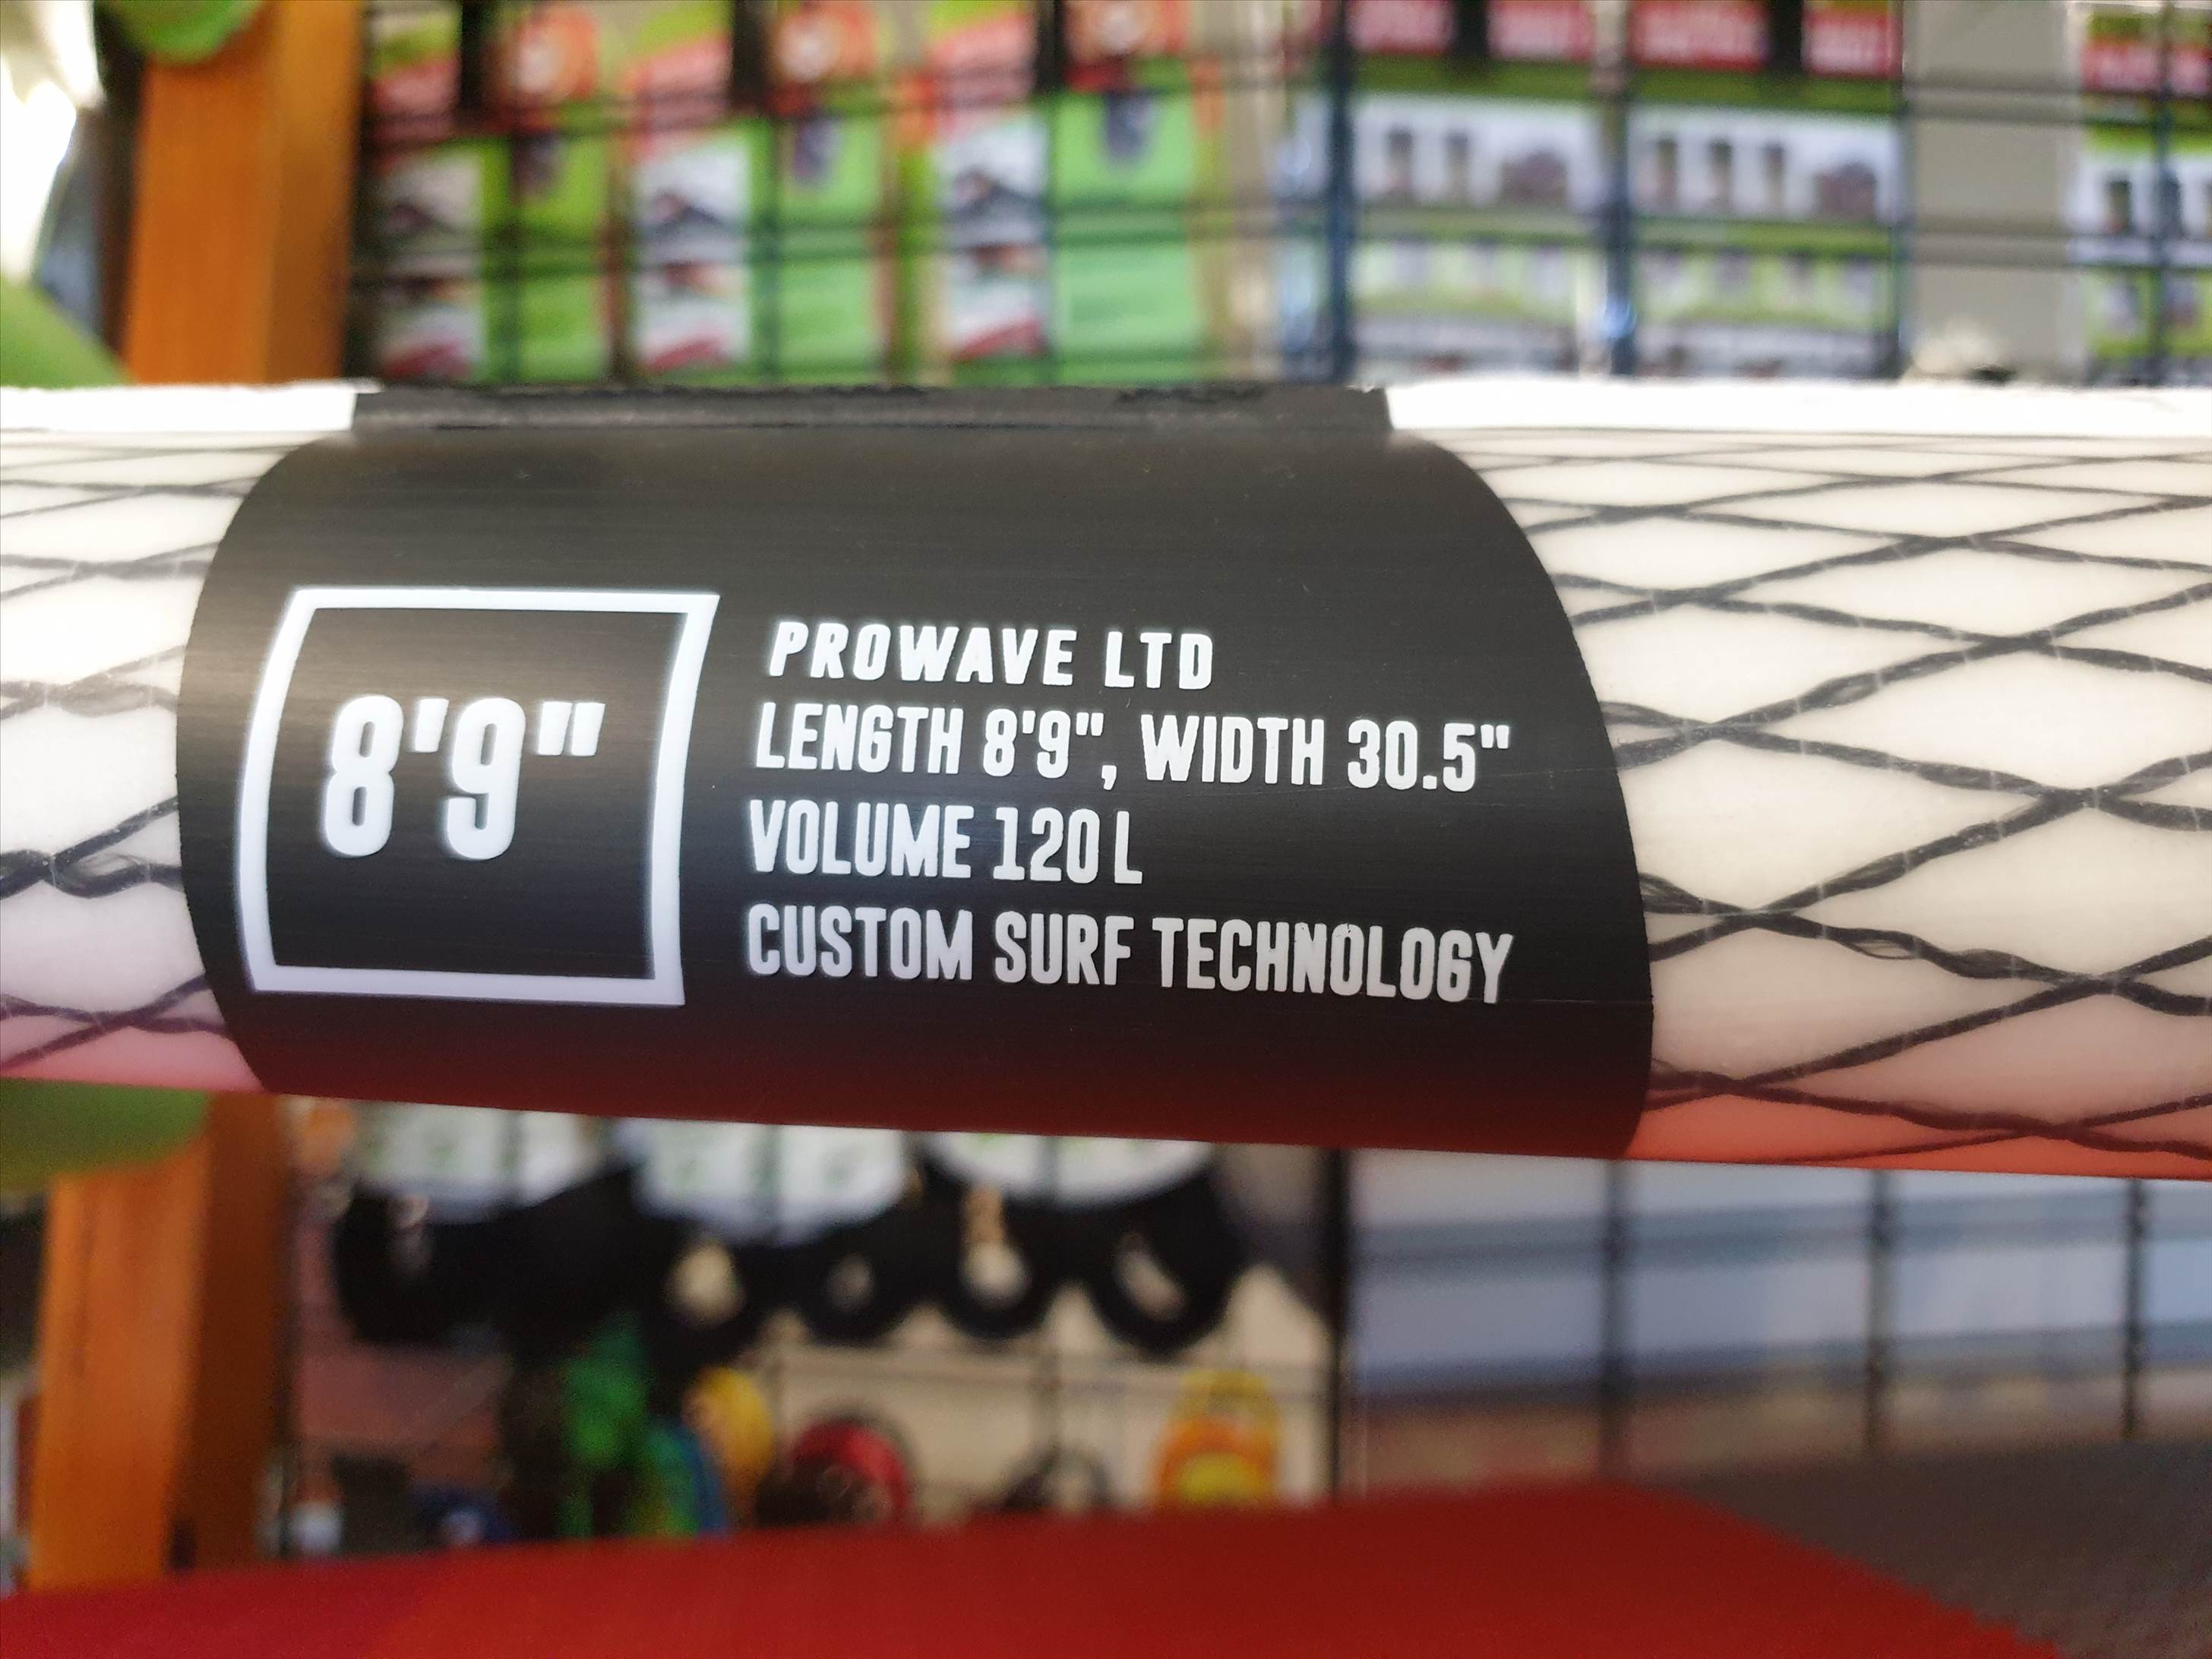 8'9"
PROWAVE LTD
LENGTH 8'9", WIDTH 30.5"
VOLUME 120 L
CUSTOM SURF TECHNOLOGY